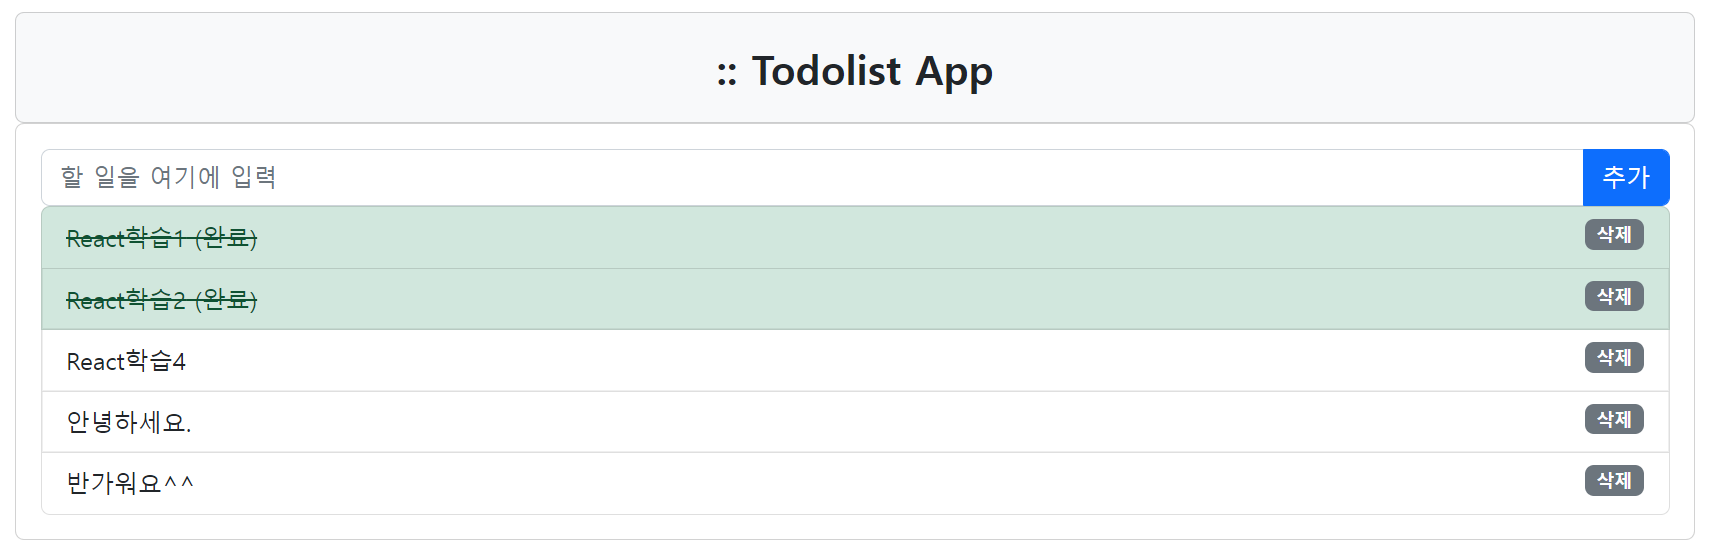 :: Todolist App
할 일을 여기에 입력 추가
React학습1 (완료) 삭제
React학습2 (완료) 삭제
React학습4 삭제
안녕하세요. 삭제
반가워요^^ 삭제